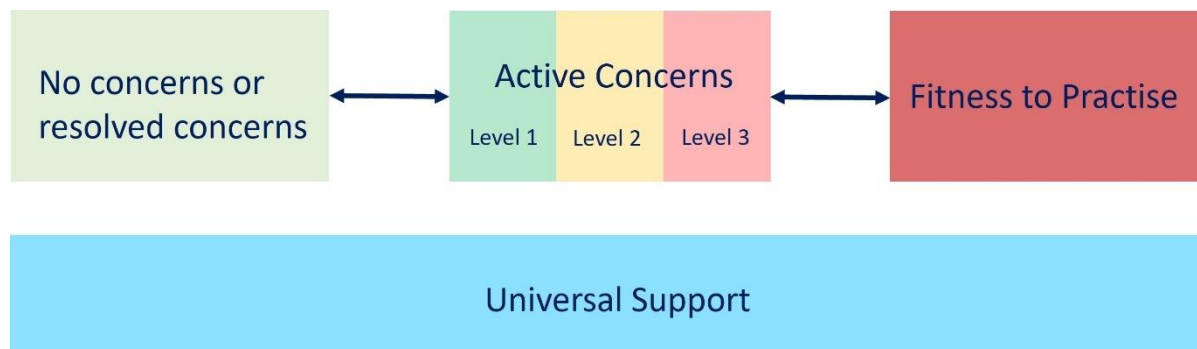 No concerns or
resolved concerns
Active Concerns
Level 1
Level 2
Level 3
Fitness to Practise
Universal Support